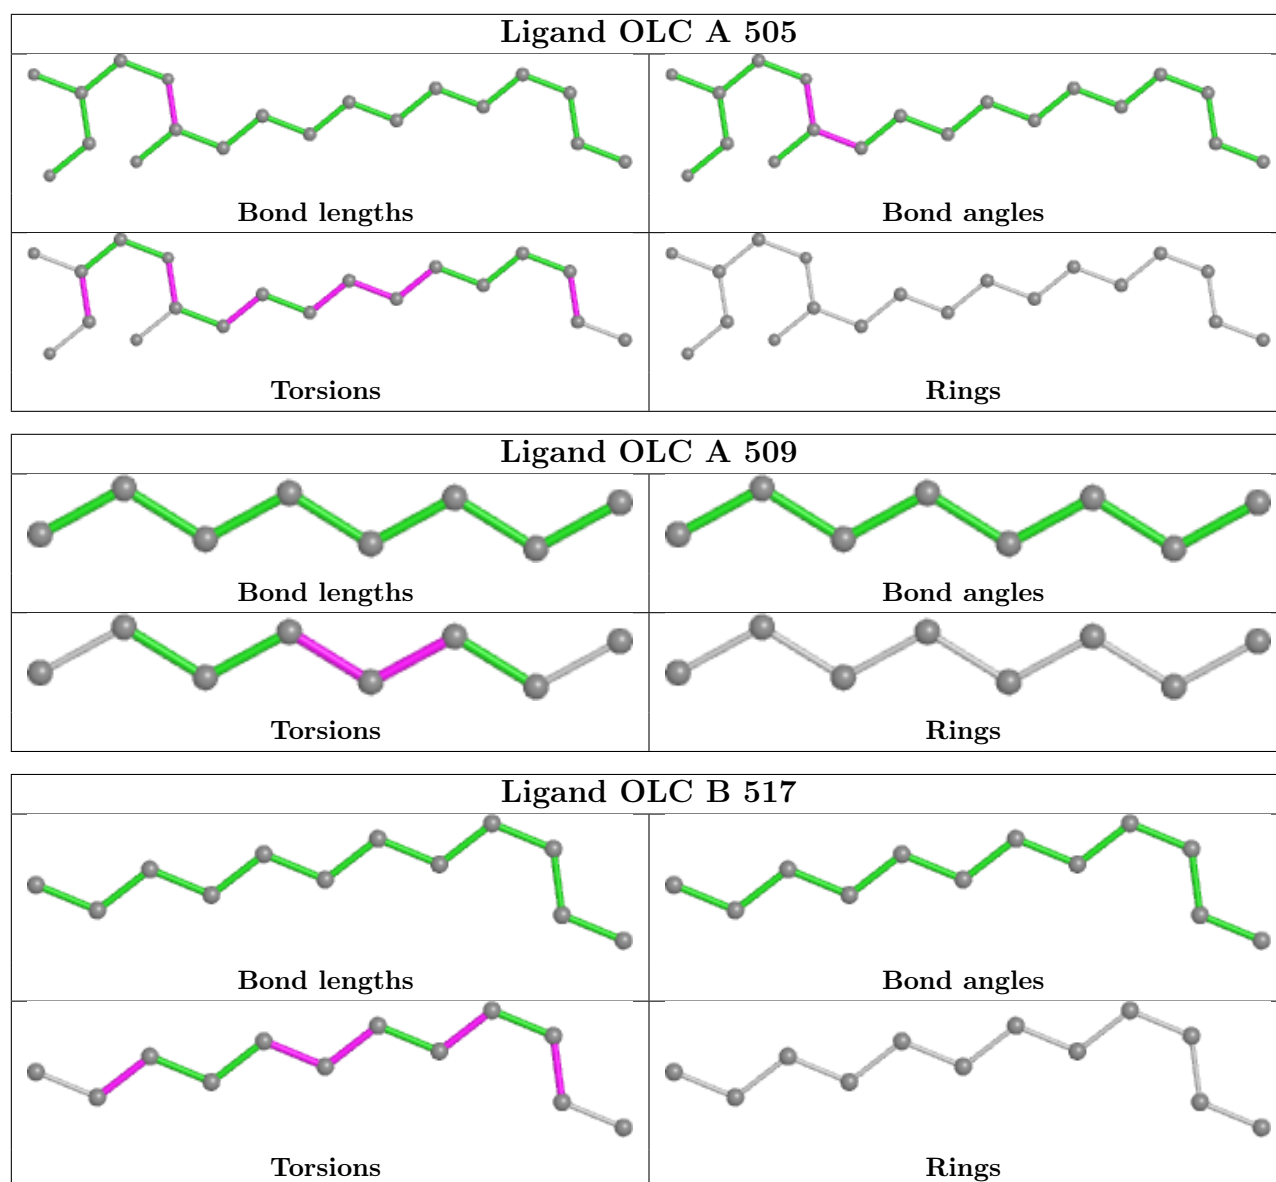 Ligand OLC A 505
Bond lengths
Bond angles
Torsions
Rings
Ligand OLC A 509
Bond lengths
Bond angles
Torsions
Rings
Ligand OLC B 517
Bond lengths
Bond angles
Torsions
Rings